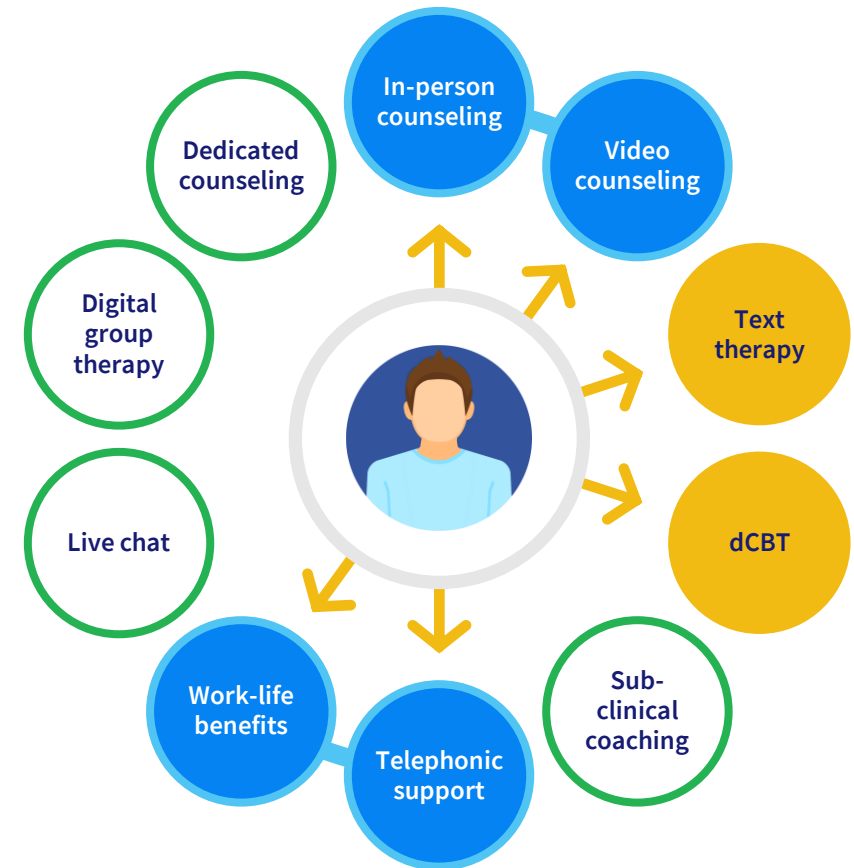 In-person
counseling
Video
counseling
Text
therapy
dCBT
Sub-
clinical
coaching
Telephonic
support
Work-life
benefits
Live chat
Digital
group
therapy
Dedicated
counseling